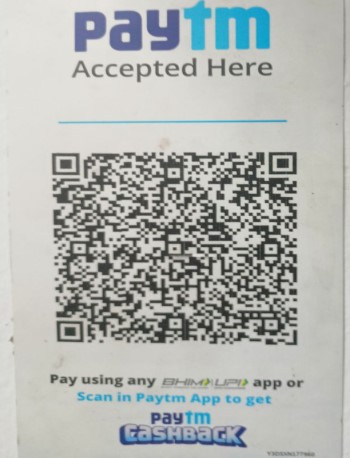 paytm
Accepted Here
Pay using any BHIM UPI app or
Scan in Paytm App to get
paytm
CASHBACK